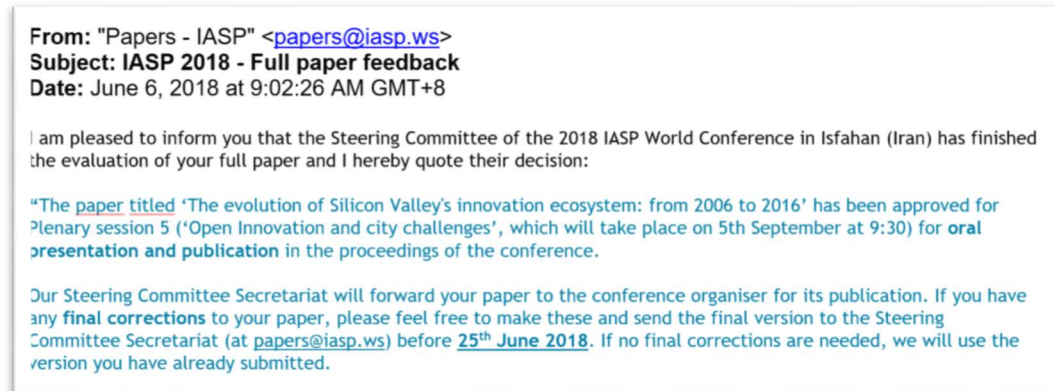 From: "Papers - IASP" <papers@iasp.ws>
Subject: IASP 2018 - Full paper feedback
Date: June 6, 2018 at 9:02:26 AM GMT+8
I am pleased to inform you that the Steering Committee of the 2018 IASP World Conference in Isfahan (Iran) has finished
the evaluation of your full paper and I hereby quote their decision:
“The paper titled ‘The evolution of Silicon Valley's innovation ecosystem: from 2006 to 2016’ has been approved for
Plenary session 5 (‘Open Innovation and city challenges’, which will take place on 5th September at 9:30) for oral
presentation and publication in the proceedings of the conference.
Our Steering Committee Secretariat will forward your paper to the conference organiser for its publication. If you have
any final corrections to your paper, please feel free to make these and send the final version to the Steering
Committee Secretariat (at papers@iasp.ws) before 25th June 2018. If no final corrections are needed, we will use the
version you have already submitted.